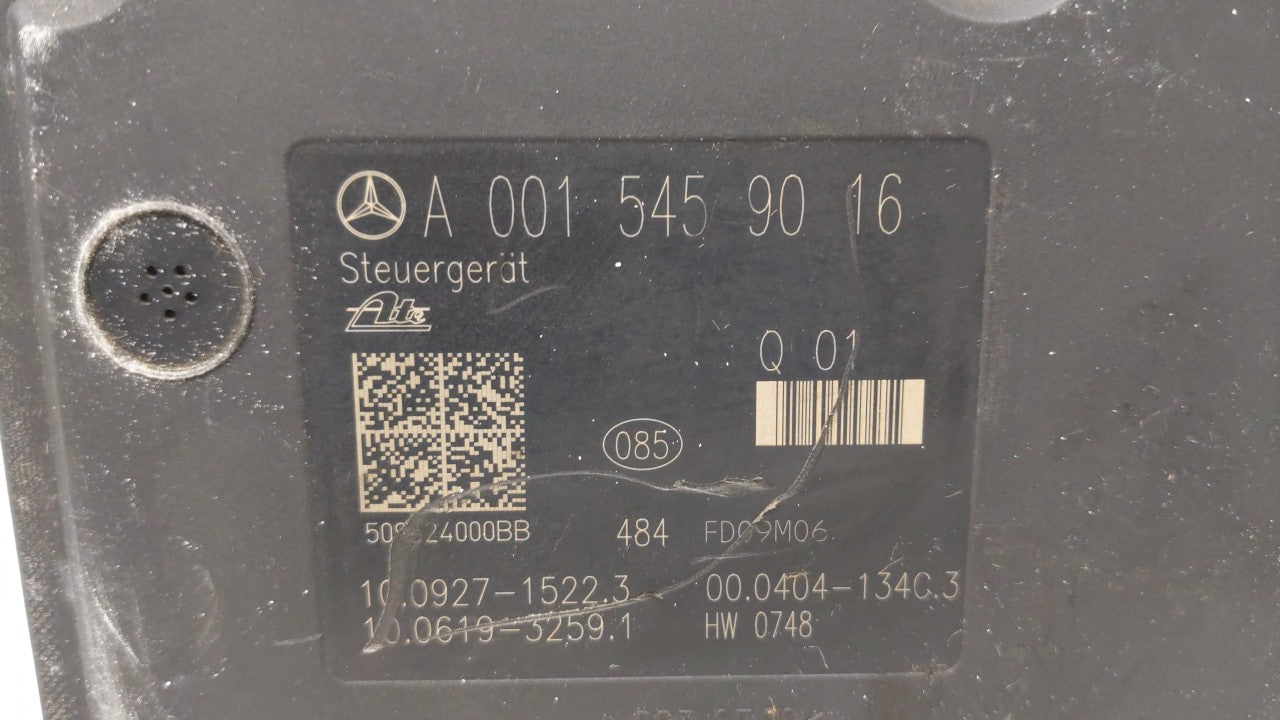 A 001 545 90 16
Steuergerät
Ate
Q 01
085
484 FD09M06
10.0927-1522.3 00.0404-134C.3
10.0619-3259.1 HW 0748